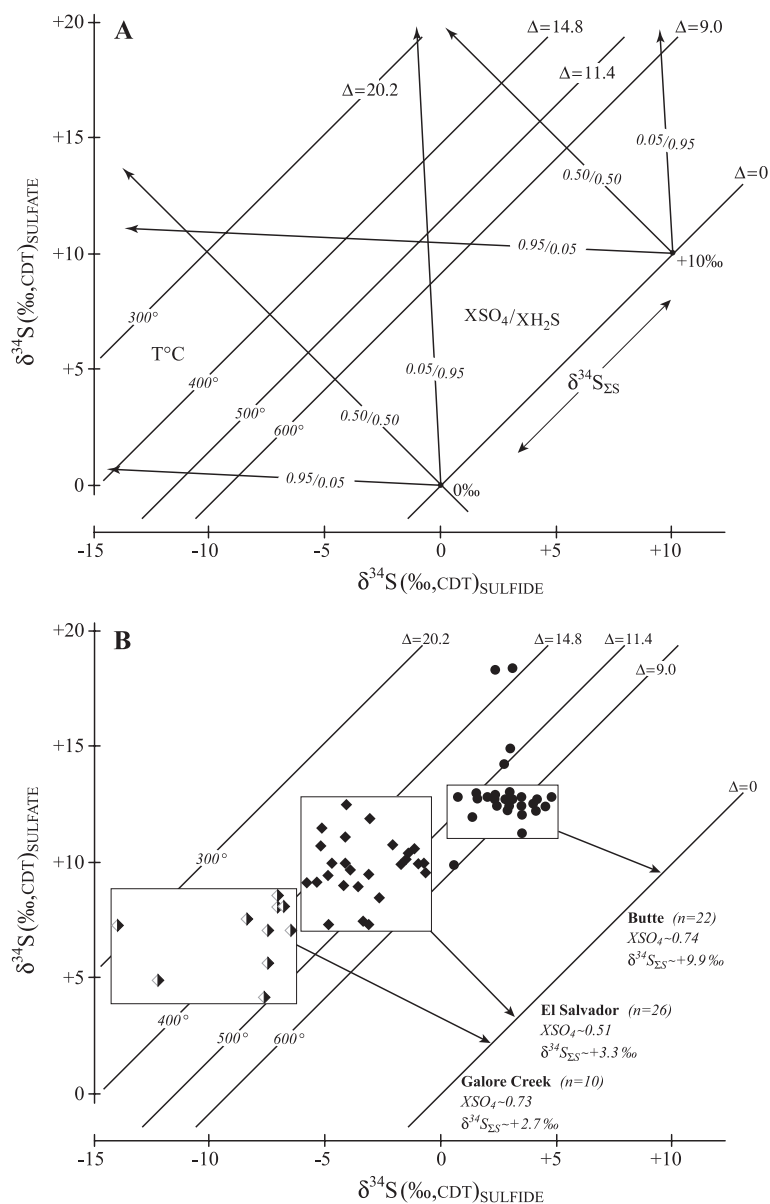 A
Δ=20.2
Δ=14.8
Δ=11.4
Δ=9.0
Δ=0
+20
+15
+10
+5
0
δ34S (‰,CDT)SULFATE
0.05/0.95
0.50/0.50
0.95/0.05
+10‰
XSO4/XH2S
300°
T°C
400°
500°
600°
0.05/0.95
0.50/0.50
0.95/0.05
δ34SΣS
0‰
-15
-10
-5
0
+5
+10
δ34S (‰,CDT)SULFIDE
B
Δ=20.2
Δ=14.8
Δ=11.4
Δ=9.0
Δ=0
+20
+15
+10
+5
0
δ34S (‰,CDT)SULFATE
300°
400°
500°
600°
Butte (n=22)
XSO4~0.74
δ34SΣS~+9.9 ‰
El Salvador (n=26)
XSO4~0.51
δ34SΣS~+3.3 ‰
Galore Creek (n=10)
XSO4~0.73
δ34SΣS~+2.7 ‰
-15
-10
-5
0
+5
+10
δ34S (‰,CDT)SULFIDE